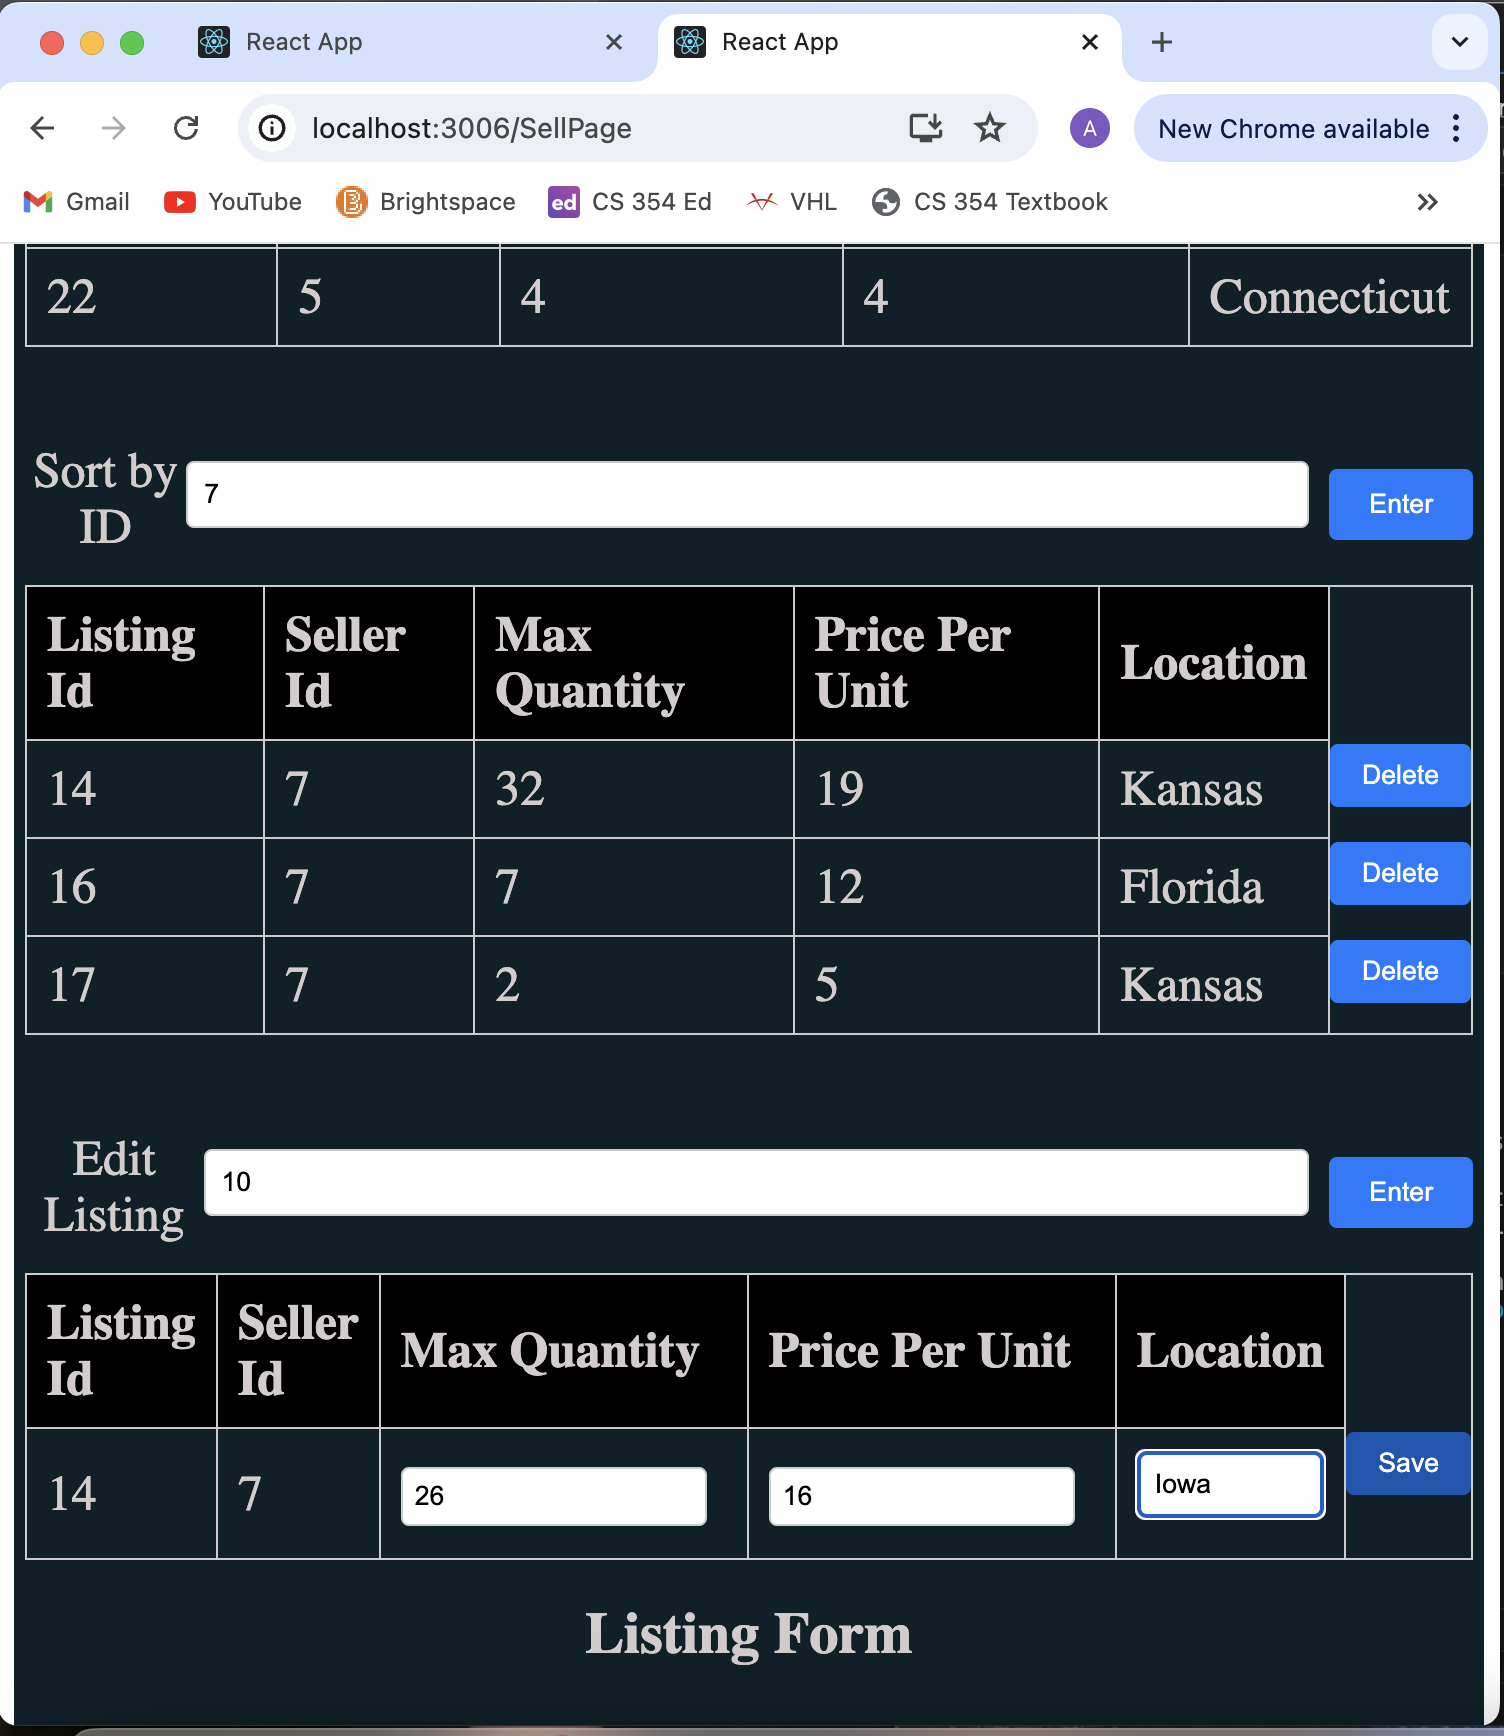 React App
React App
localhost:3006/SellPage
A
New Chrome available
Gmail
YouTube
Brightspace
ed CS 354 Ed
VHL
CS 354 Textbook
22 5 4 4 Connecticut
Sort by
ID
7
Enter
Listing Id Seller Id Max Quantity Price Per Unit Location
14 7 32 19 Kansas Delete
16 7 7 12 Florida Delete
17 7 2 5 Kansas Delete
Edit
Listing
10
Enter
Listing Id Seller Id Max Quantity Price Per Unit Location
14 7 26 16 Iowa Save
Listing Form